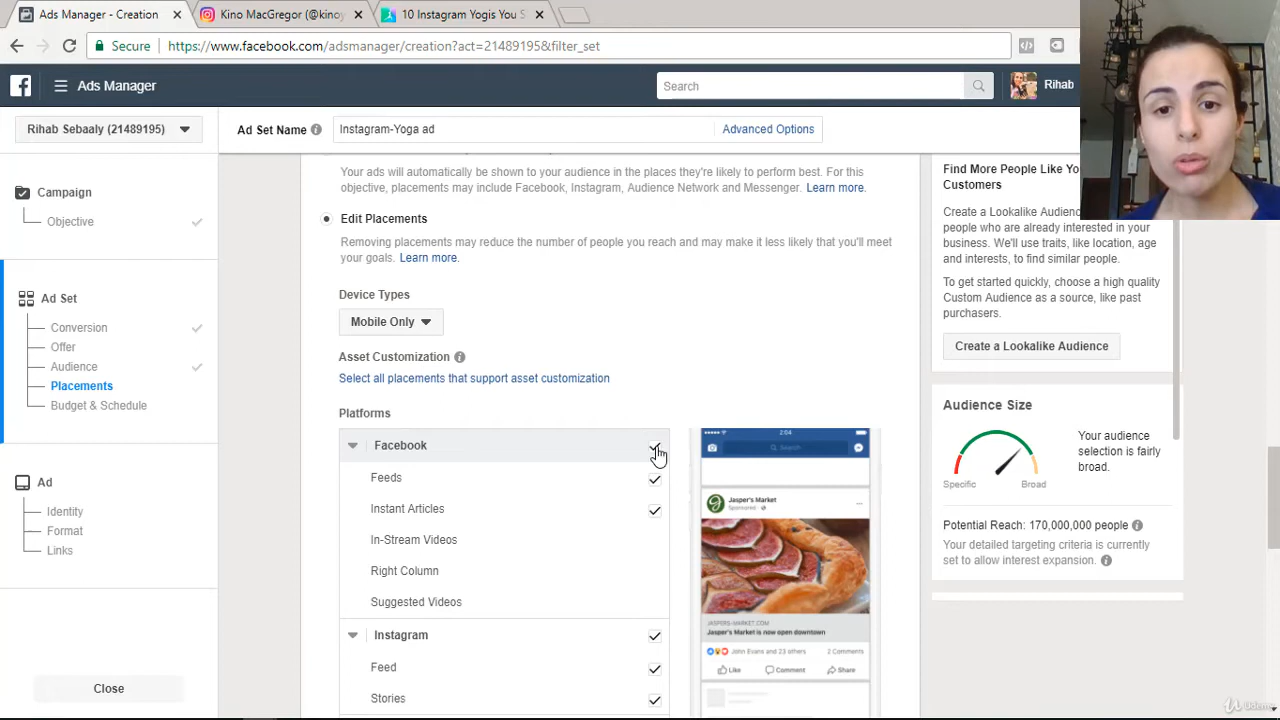 Ads Manager - Creation
Kino MacGregor (@kino
10 Instagram Yogis You S
Secure
https://www.facebook.com/adsmanager/creation?act=21489195&filter_set
Ads Manager
Search
Rihab
Rihab Sebaaly (21489195)
Ad Set Name
Instagram-Yoga ad
Advanced Options
Campaign
Objective
Ad Set
Conversion
Offer
Audience
Placements
Budget & Schedule
Ad
Identity
Format
Links
Close
Your ads will automatically be shown to your audience in the places they're likely to perform best. For this
objective, placements may include Facebook, Instagram, Audience Network and Messenger. Learn more.
Edit Placements
Removing placements may reduce the number of people you reach and may make it less likely that you'll meet
your goals. Learn more.
Device Types
Mobile Only
Asset Customization
Select all placements that support asset customization
Platforms
Facebook
Feeds
Instant Articles
In-Stream Videos
Right Column
Suggested Videos
Instagram
Feed
Stories
2:04
Search
Jasper's Market
Sponsored
JASPERS-MARKET.COM
Jasper's Market is now open downtown
John Evans and 23 others
2 Comments
Like
Comment
Share
Find More People Like You
Customers
Create a Lookalike Audienc
people who are already interested in your
business. We'll use traits, like location, age
and interests, to find similar people.
To get started quickly, choose a high quality
Custom Audience as a source, like past
purchasers.
Create a Lookalike Audience
Audience Size
Specific
Broad
Your audience
selection is fairly
broad.
Potential Reach: 170,000,000 people
Your detailed targeting criteria is currently
set to allow interest expansion.
Udemy